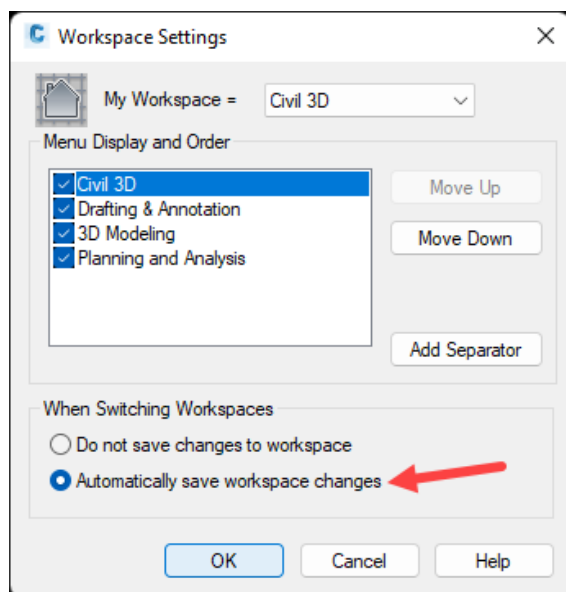 Workspace Settings
My Workspace =
Civil 3D
Menu Display and Order
Civil 3D
Drafting & Annotation
3D Modeling
Planning and Analysis
Move Up
Move Down
Add Separator
When Switching Workspaces
Do not save changes to workspace
Automatically save workspace changes
OK
Cancel
Help